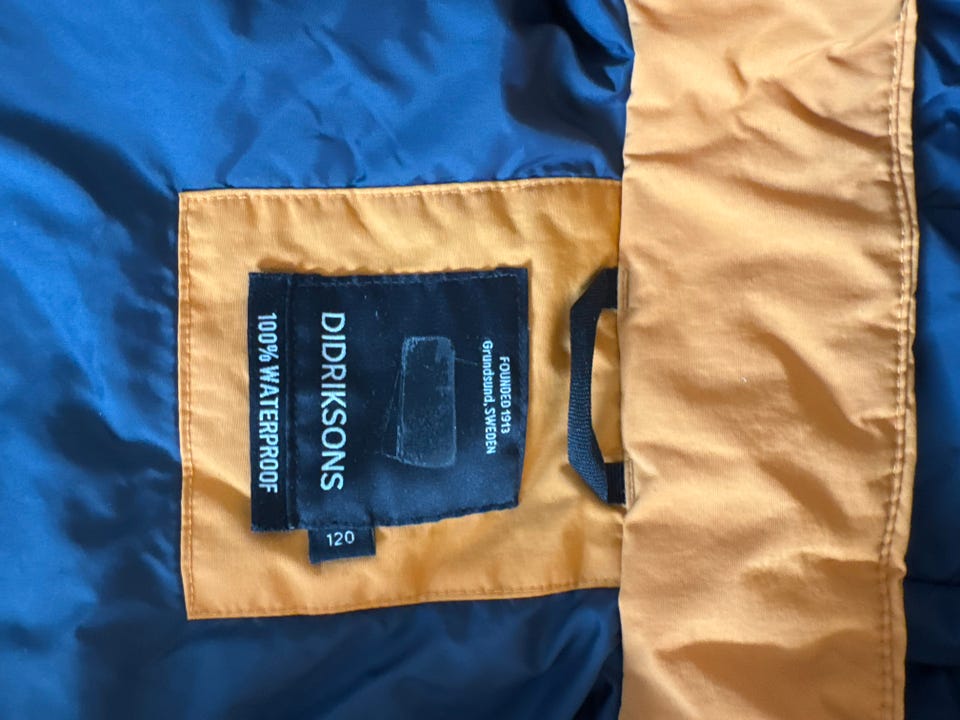 FOUNDED 1913
Grundsund, SWEDEN
DIDRIKSONS
100% WATERPROOF
120